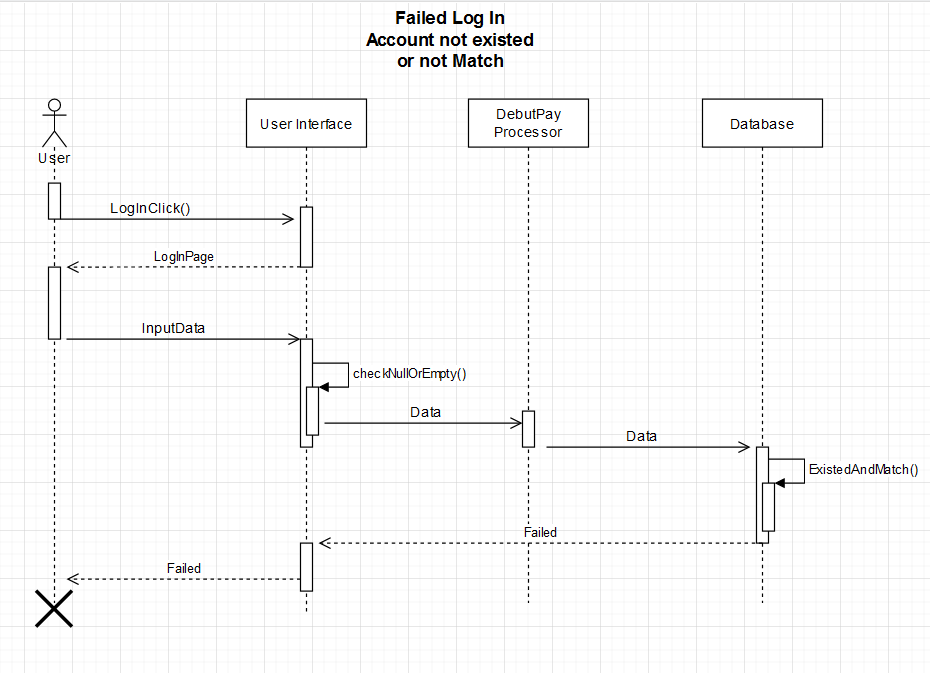 Failed Log In
Account not existed
or not Match
User
User Interface
DebutPay
Processor
Database
LogInClick()
LogInPage
InputData
checkNullOrEmpty()
Data
Data
ExistedAndMatch()
Failed
Failed